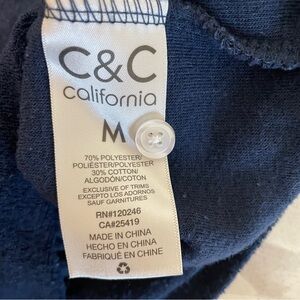 C&C
california
M
70% POLYESTER/
POLIÉSTER/POLYESTER
30% COTTON/
ALGODÓN/COTON
EXCLUSIVE OF TRIMS
EXCEPTO LOS ADORNOS
SAUF GARNITURES
RN#120246
CA#25419
MADE IN CHINA
HECHO EN CHINA
FABRIQUÉ EN CHINE